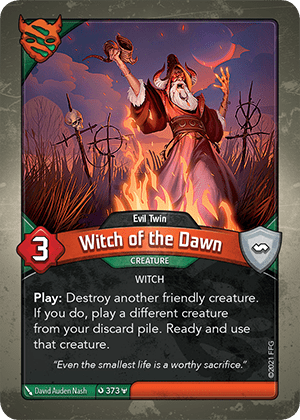 Evil Twin
Witch of the Dawn
3
CREATURE
WITCH
Play: Destroy another friendly creature.
If you do, play a different creature
from your discard pile. Ready and use
that creature.
"Even the smallest life is a worthy sacrifice."
David Auden Nash
373
©2021 FFG